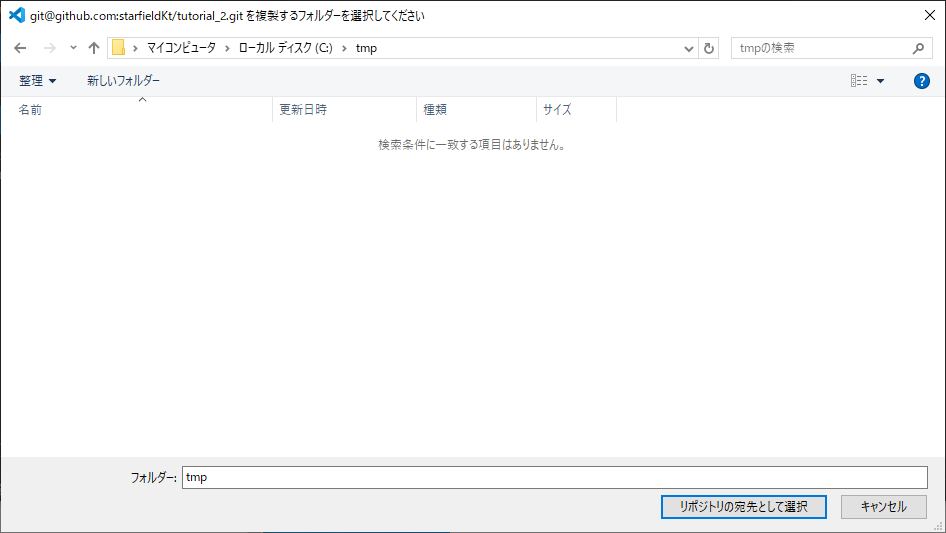 git@github.com:starfieldKt/tutorial_2.git を複製するフォルダーを選択してください
マイコンピュータ ローカル ディスク (C:) tmp
tmpの検索
整理 新しいフォルダー
?
名前 更新日時 種類 サイズ
検索条件に一致する項目はありません。
フォルダー: tmp
リポジトリの宛先として選択 キャンセル